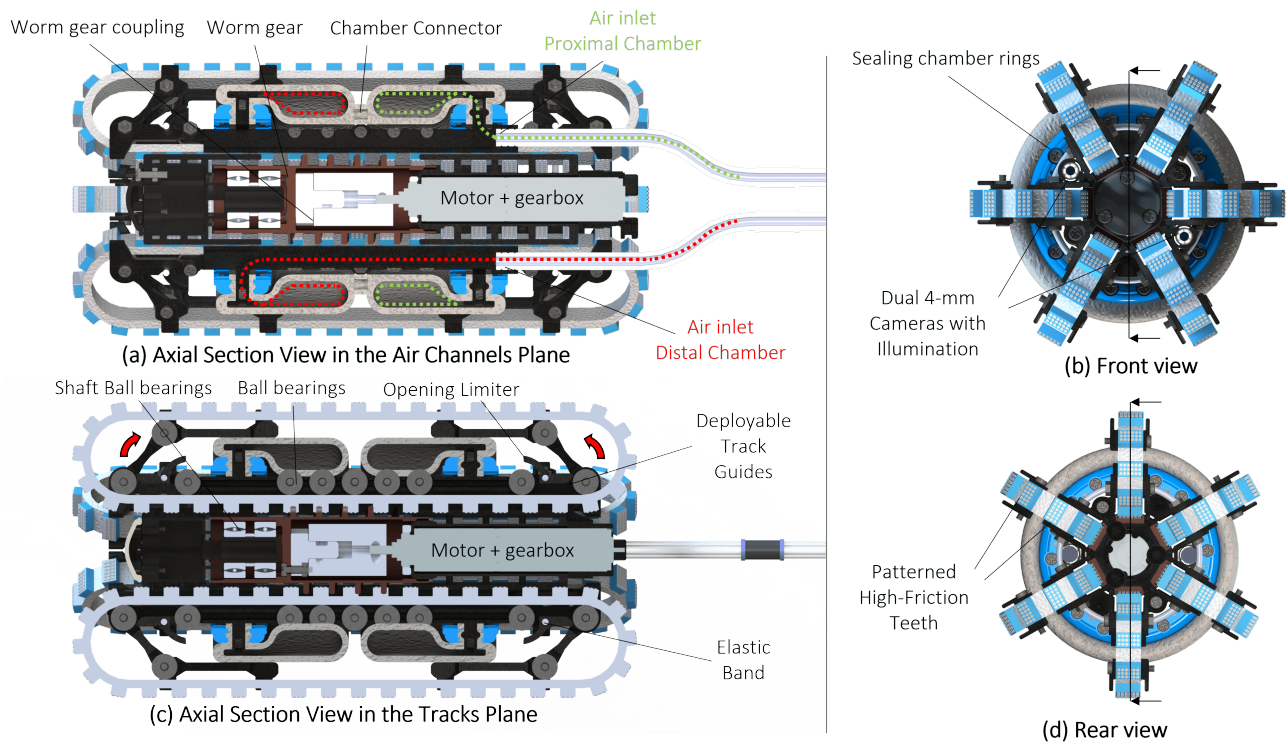 Worm gear coupling
Worm gear
Chamber Connector
Air inlet
Proximal Chamber
Motor + gearbox
Air inlet
Distal Chamber
(a) Axial Section View in the Air Channels Plane
Sealing chamber rings
Dual 4-mm
Cameras with
Illumination
(b) Front view
Shaft Ball bearings
Ball bearings
Opening Limiter
Deployable
Track
Guides
Motor + gearbox
Elastic
Band
(c) Axial Section View in the Tracks Plane
Patterned
High-Friction
Teeth
(d) Rear view